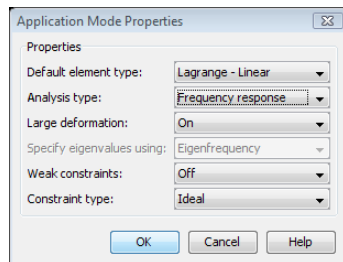 Application Mode Properties
Properties
Default element type: Lagrange - Linear
Analysis type: Frequency response
Large deformation: On
Specify eigenvalues using: Eigenfrequency
Weak constraints: Off
Constraint type: Ideal
OK Cancel Help